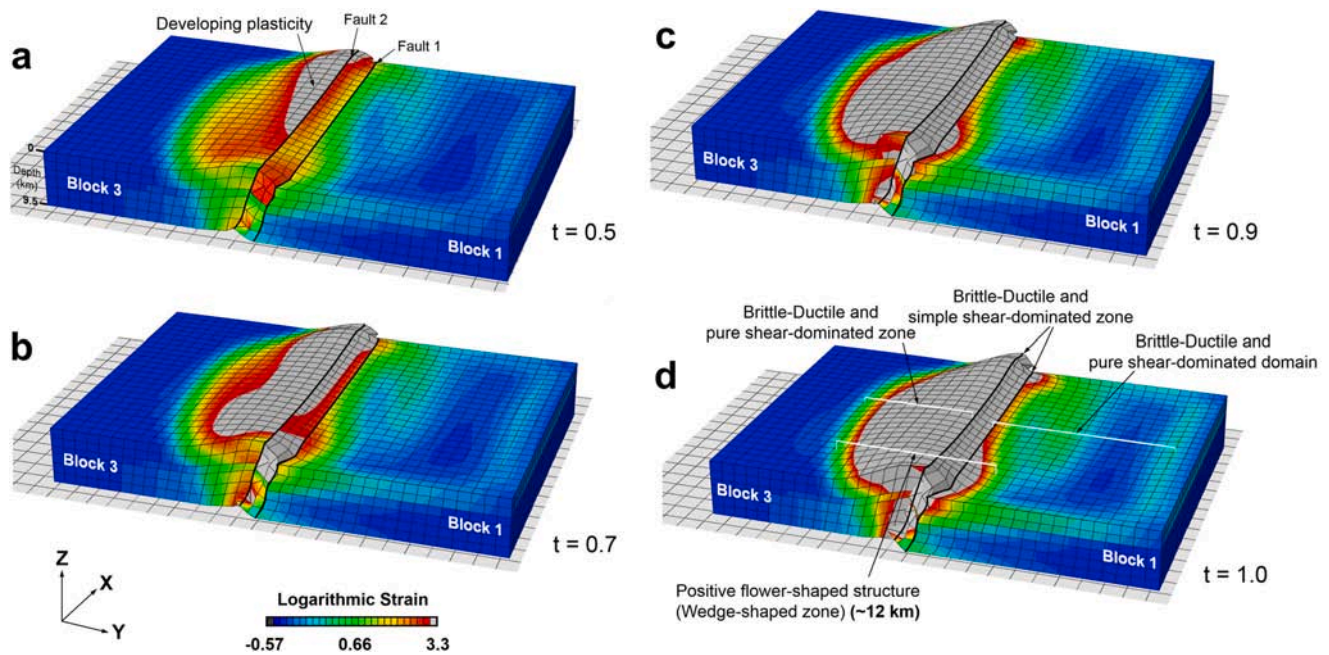 a
Developing plasticity
Fault 2
Fault 1
0
Depth
(km)
9.5
Block 3
Block 1
t = 0.5
b
Block 3
Block 1
t = 0.7
Z
X
Y
Logarithmic Strain
-0.57 0.66 3.3
c
Block 3
Block 1
t = 0.9
d
Brittle-Ductile and
pure shear-dominated zone
Brittle-Ductile and
simple shear-dominated zone
Brittle-Ductile and
pure shear-dominated domain
Block 3
Block 1
t = 1.0
Positive flower-shaped structure
(Wedge-shaped zone) (~12 km)